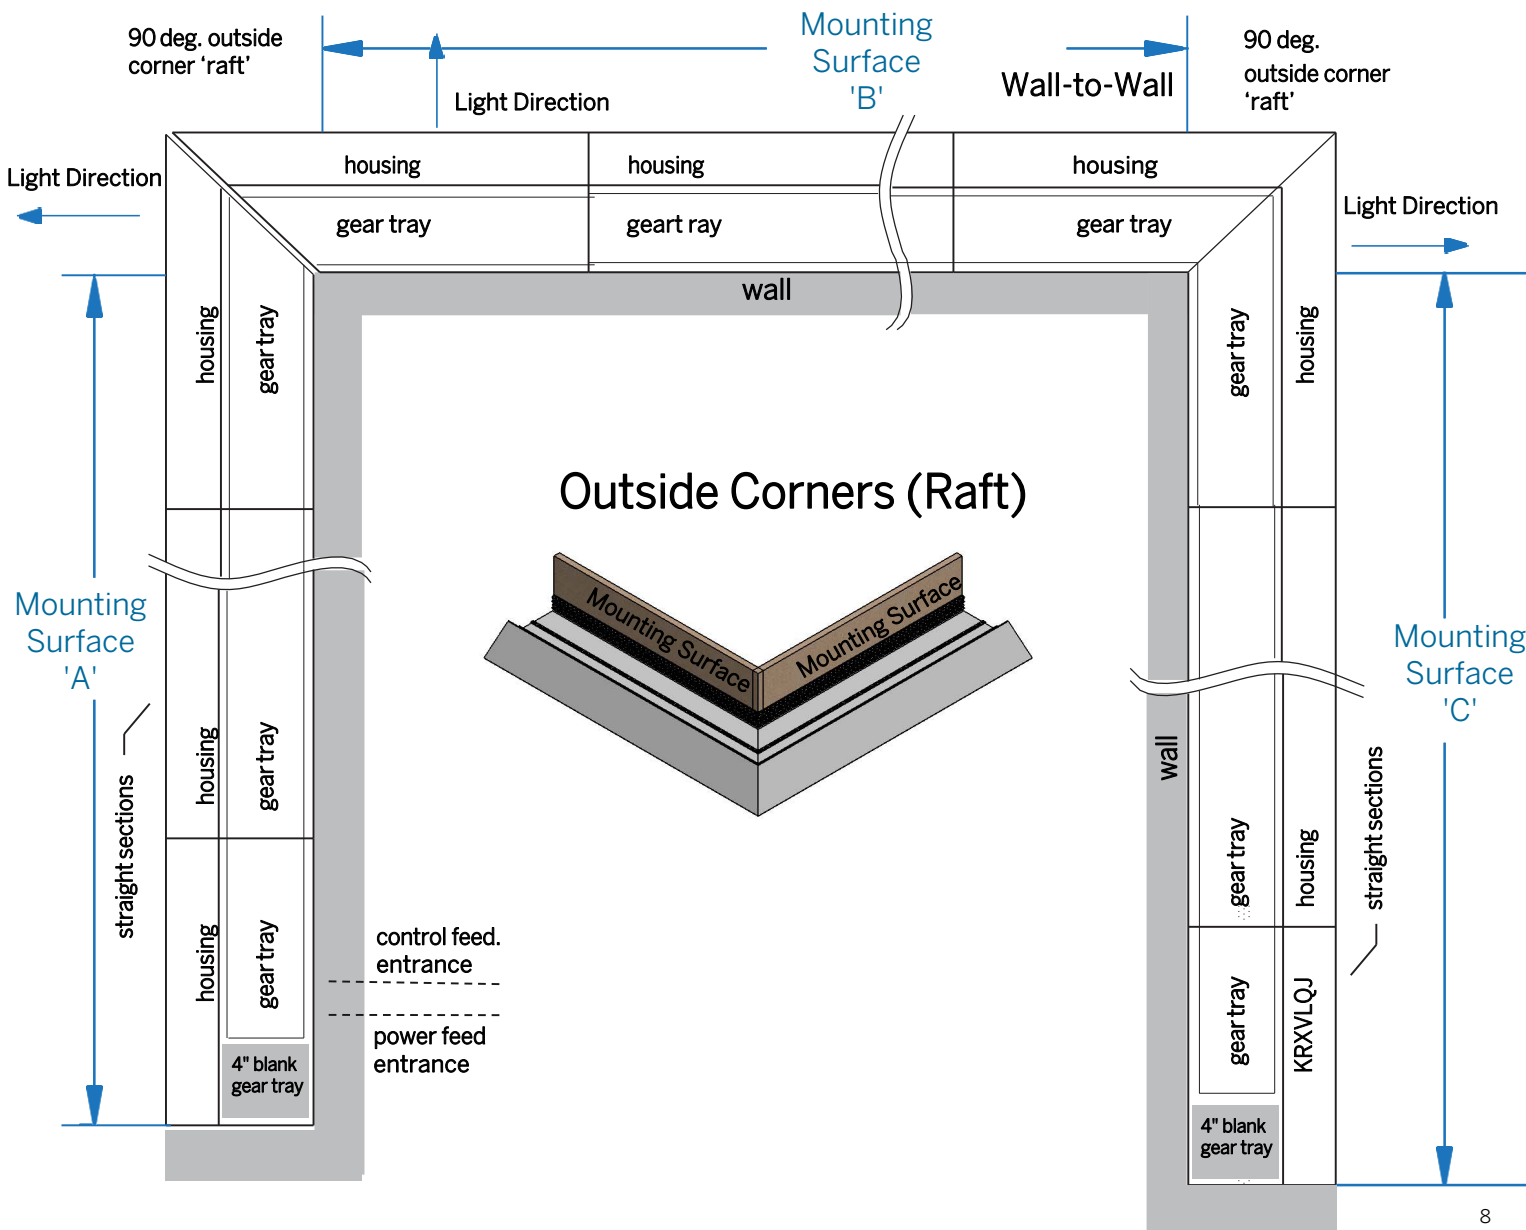 90 deg. outside
corner ‘raft’
Mounting
Surface
'B'
Wall-to-Wall
90 deg.
outside corner
‘raft’
Light Direction
Light Direction
Light Direction
housing
housing
housing
gear tray
geart ray
gear tray
wall
housing
gear tray
gear tray
housing
Outside Corners (Raft)
Mounting Surface
Mounting Surface
Mounting
Surface
'A'
Mounting
Surface
'C'
straight sections
housing
gear tray
wall
gear tray
housing
straight sections
housing
gear tray
control feed.
entrance
power feed
entrance
gear tray
KRXVLQJ
4" blank
gear tray
4" blank
gear tray
8